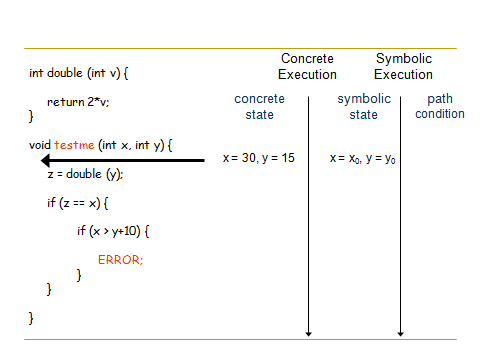 Concrete Execution
Symbolic Execution
int double (int v) {
return 2*v;
}
concrete state
symbolic state
path condition
void testme (int x, int y) {
x = 30, y = 15
x = x₀, y = y₀
z = double (y);
if (z == x) {
if (x > y+10) {
ERROR;
}
}
}